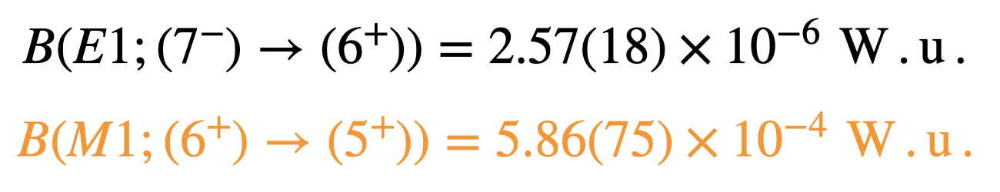 B(E1; (7⁻) → (6⁺)) = 2.57(18) × 10⁻⁶ W.u.
B(M1; (6⁺) → (5⁺)) = 5.86(75) × 10⁻⁴ W.u.